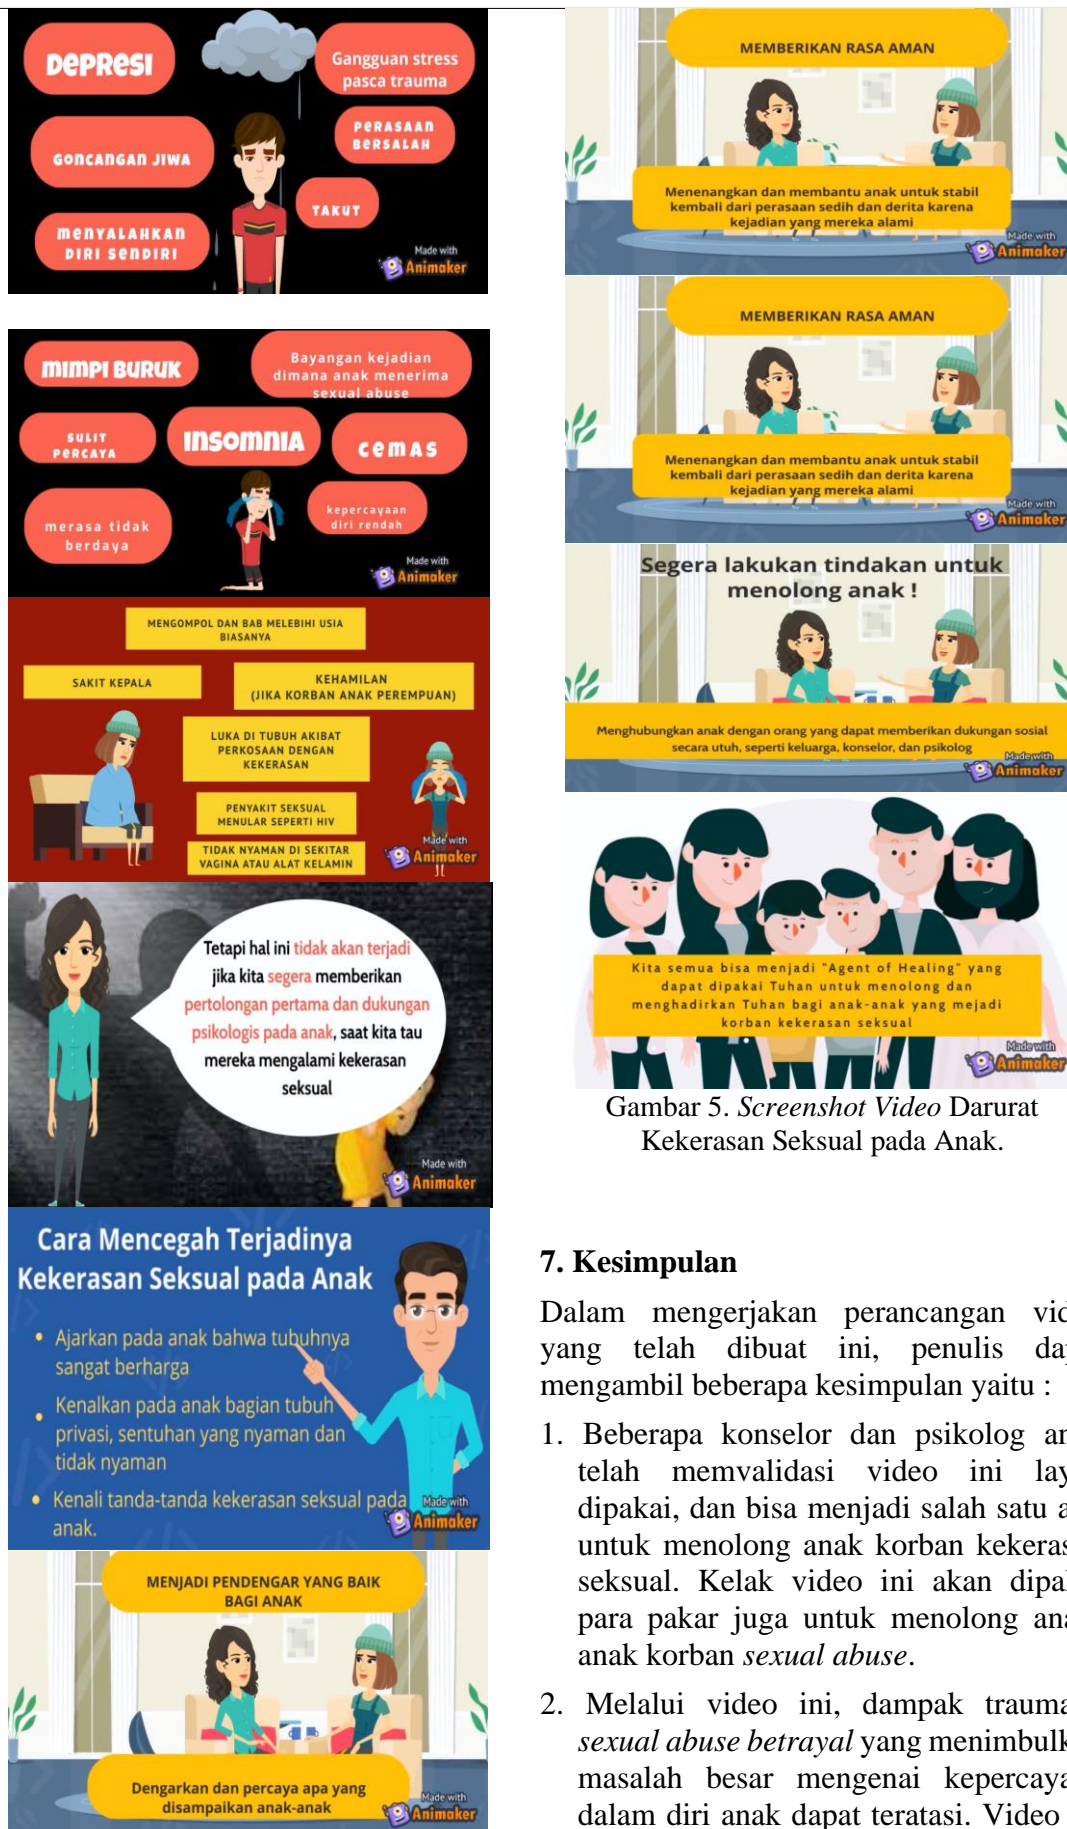 DEPRESI
Gangguan stress
pasca trauma
PERASAAN
BERSALAH
GONCANGAN JIWA
TAKUT
MENYALAHKAN
DIRI SENDIRI
Made with
Animaker
MIMPI BURUK
Bayangan kejadian
dimana anak menerima
sexual abuse
SULIT
PERCAYA
INSOMNIA
CEMAS
merasa tidak
berdaya
kepercayaan
diri rendah
Made with
Animaker
MENGOMPOL DAN BAB MELEBIHI USIA
BIASANYA
SAKIT KEPALA
KEHAMILAN
(JIKA KORBAN ANAK PEREMPUAN)
LUKA DI TUBUH AKIBAT
PERKOSAAN DENGAN
KEKERASAN
PENYAKIT SEKSUAL
MENULAR SEPERTI HIV
TIDAK NYAMAN DI SEKITAR
VAGINA ATAU ALAT KELAMIN
Made with
Animaker
Tetapi hal ini tidak akan terjadi
jika kita segera memberikan
pertolongan pertama dan dukungan
psikologis pada anak, saat kita tau
mereka mengalami kekerasan
seksual
Made with
Animaker
Cara Mencegah Terjadinya
Kekerasan Seksual pada Anak
• Ajarkan pada anak bahwa tubuhnya
sangat berharga
• Kenalkan pada anak bagian tubuh
privasi, sentuhan yang nyaman dan
tidak nyaman
• Kenali tanda-tanda kekerasan seksual pada
anak.
Made with
Animaker
MENJADI PENDENGAR YANG BAIK
BAGI ANAK
Dengarkan dan percaya apa yang
disampaikan anak-anak
Made with
Animaker
MEMBERIKAN RASA AMAN
Menenangkan dan membantu anak untuk stabil
kembali dari perasaan sedih dan derita karena
kejadian yang mereka alami
Made with
Animaker
MEMBERIKAN RASA AMAN
Menenangkan dan membantu anak untuk stabil
kembali dari perasaan sedih dan derita karena
kejadian yang mereka alami
Made with
Animaker
Segera lakukan tindakan untuk
menolong anak !
Menghubungkan anak dengan orang yang dapat memberikan dukungan sosial
secara utuh, seperti keluarga, konselor, dan psikolog
Made with
Animaker
Kita semua bisa menjadi "Agent of Healing" yang
dapat dipakai Tuhan untuk menolong dan
menghadirkan Tuhan bagi anak-anak yang mejadi
korban kekerasan seksual
Made with
Animaker
Gambar 5. Screenshot Video Darurat
Kekerasan Seksual pada Anak.
7. Kesimpulan
Dalam mengerjakan perancangan
yang telah dibuat ini, penulis
mengambil beberapa kesimpulan yaitu :
1. Beberapa konselor dan psikolog
telah memvalidasi video ini
dipakai, dan bisa menjadi salah satu
untuk menolong anak korban
seksual. Kelak video ini akan
para pakar juga untuk menolong
anak korban sexual abuse.
2. Melalui video ini, dampak
sexual abuse betrayal yang
masalah besar mengenai
dalam diri anak dapat teratasi. Video